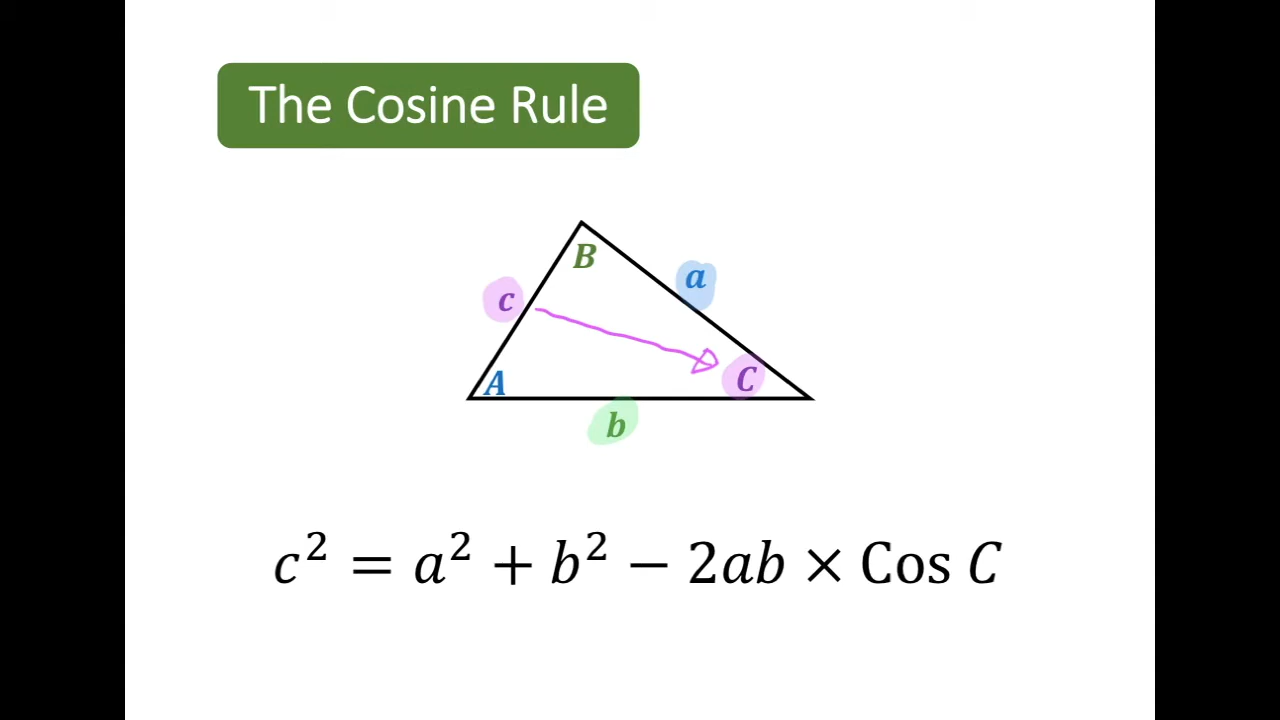 The Cosine Rule
B
a
c
A
C
b
c² = a² + b² − 2ab × Cos C